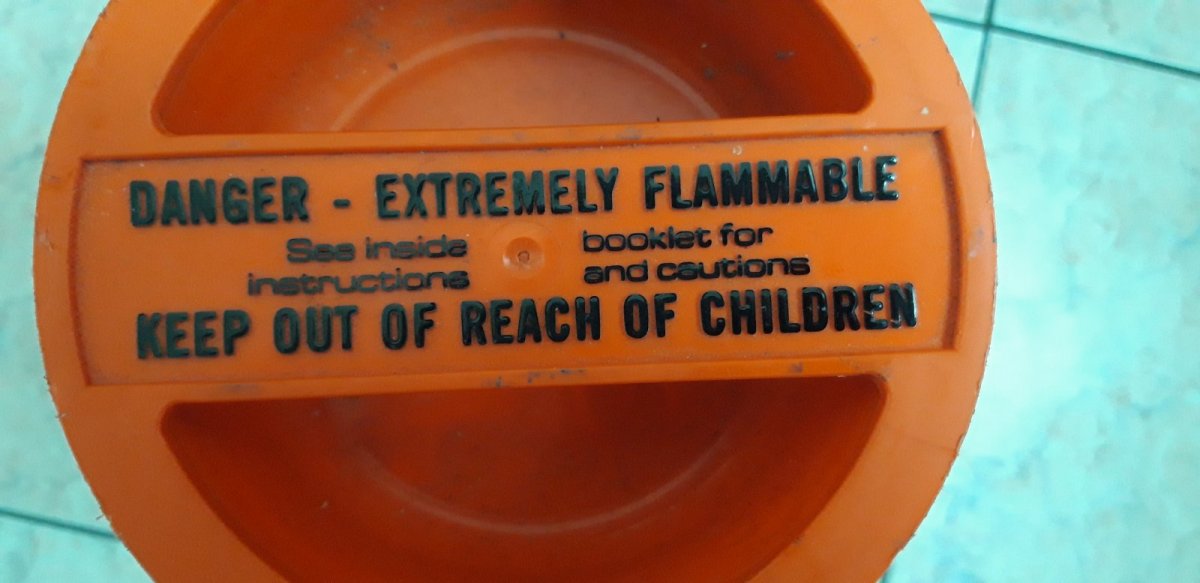 DANGER - EXTREMELY FLAMMABLE
See inside booklet for
instructions and cautions
KEEP OUT OF REACH OF CHILDREN